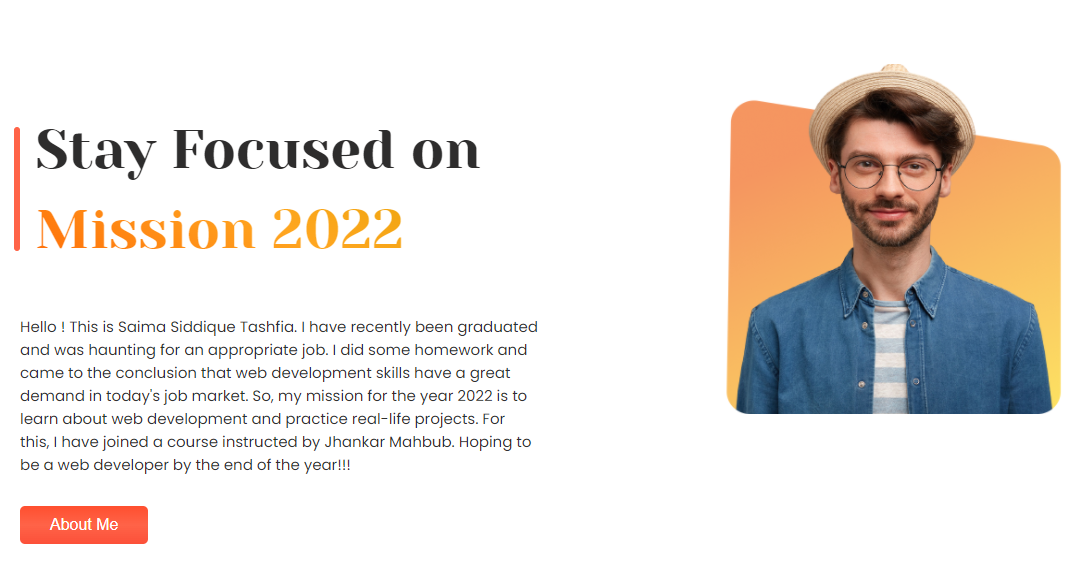 Stay Focused on
Mission 2022
Hello ! This is Saima Siddique Tashfia. I have recently been graduated
and was haunting for an appropriate job. I did some homework and
came to the conclusion that web development skills have a great
demand in today's job market. So, my mission for the year 2022 is to
learn about web development and practice real-life projects. For
this, I have joined a course instructed by Jhankar Mahbub. Hoping to
be a web developer by the end of the year!!!
About Me